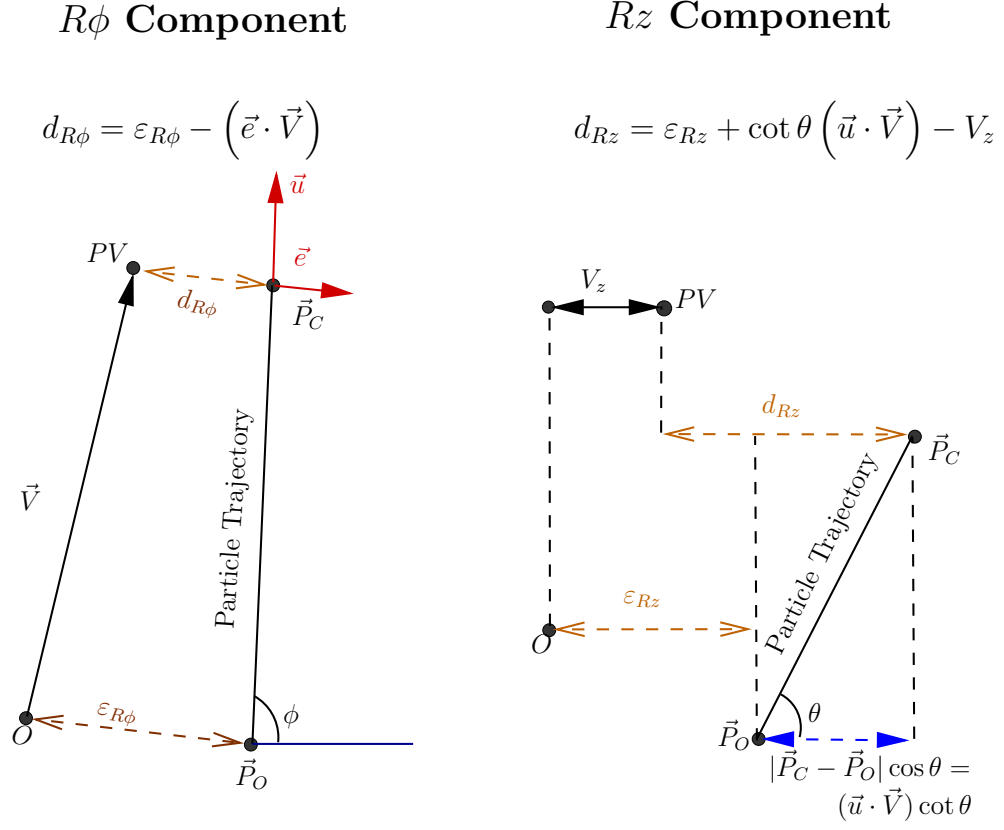 Rϕ Component
Rz Component
d_{Rϕ} = ε_{Rϕ} − (e⃗ · V⃗)
d_{Rz} = ε_{Rz} + cot θ (u⃗ · V⃗) − V_z
u⃗
PV
e⃗
d_{Rϕ}
P⃗_C
V⃗
Particle Trajectory
ε_{Rϕ}
ϕ
O
P⃗_O
V_z
PV
d_{Rz}
P⃗_C
Particle Trajectory
ε_{Rz}
O
θ
P⃗_O
|P⃗_C − P⃗_O| cos θ =
(u⃗ · V⃗) cot θ